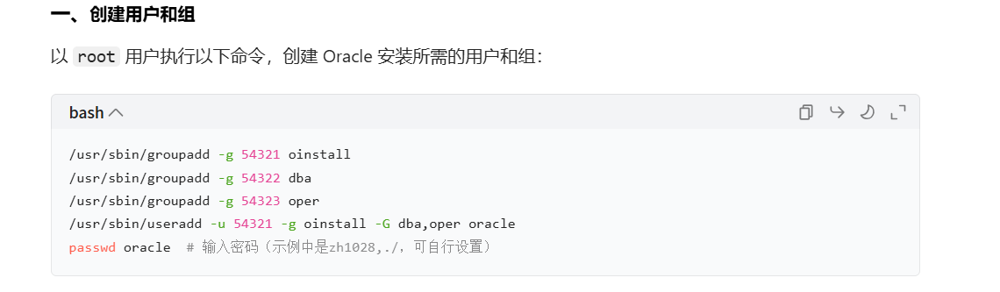 一、创建用户和组
以 root 用户执行以下命令，创建 Oracle 安装所需的用户和组：
bash
/usr/sbin/groupadd -g 54321 oinstall
/usr/sbin/groupadd -g 54322 dba
/usr/sbin/groupadd -g 54323 oper
/usr/sbin/useradd -u 54321 -g oinstall -G dba,oper oracle
passwd oracle  # 输入密码（示例中是zh1028,./，可自行设置）